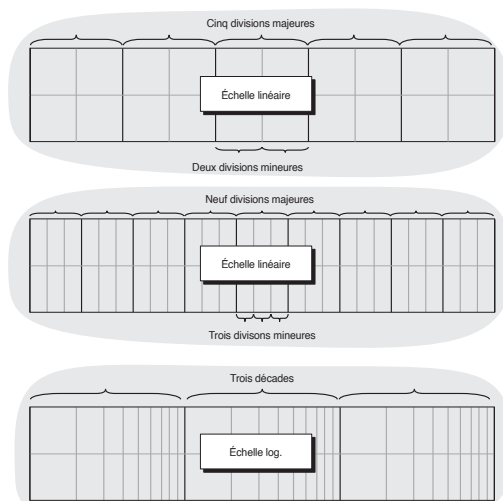 Cinq divisions majeures
Échelle linéaire
Deux divisions mineures
Neuf divisions majeures
Échelle linéaire
Trois divisons mineures
Trois décades
Échelle log.